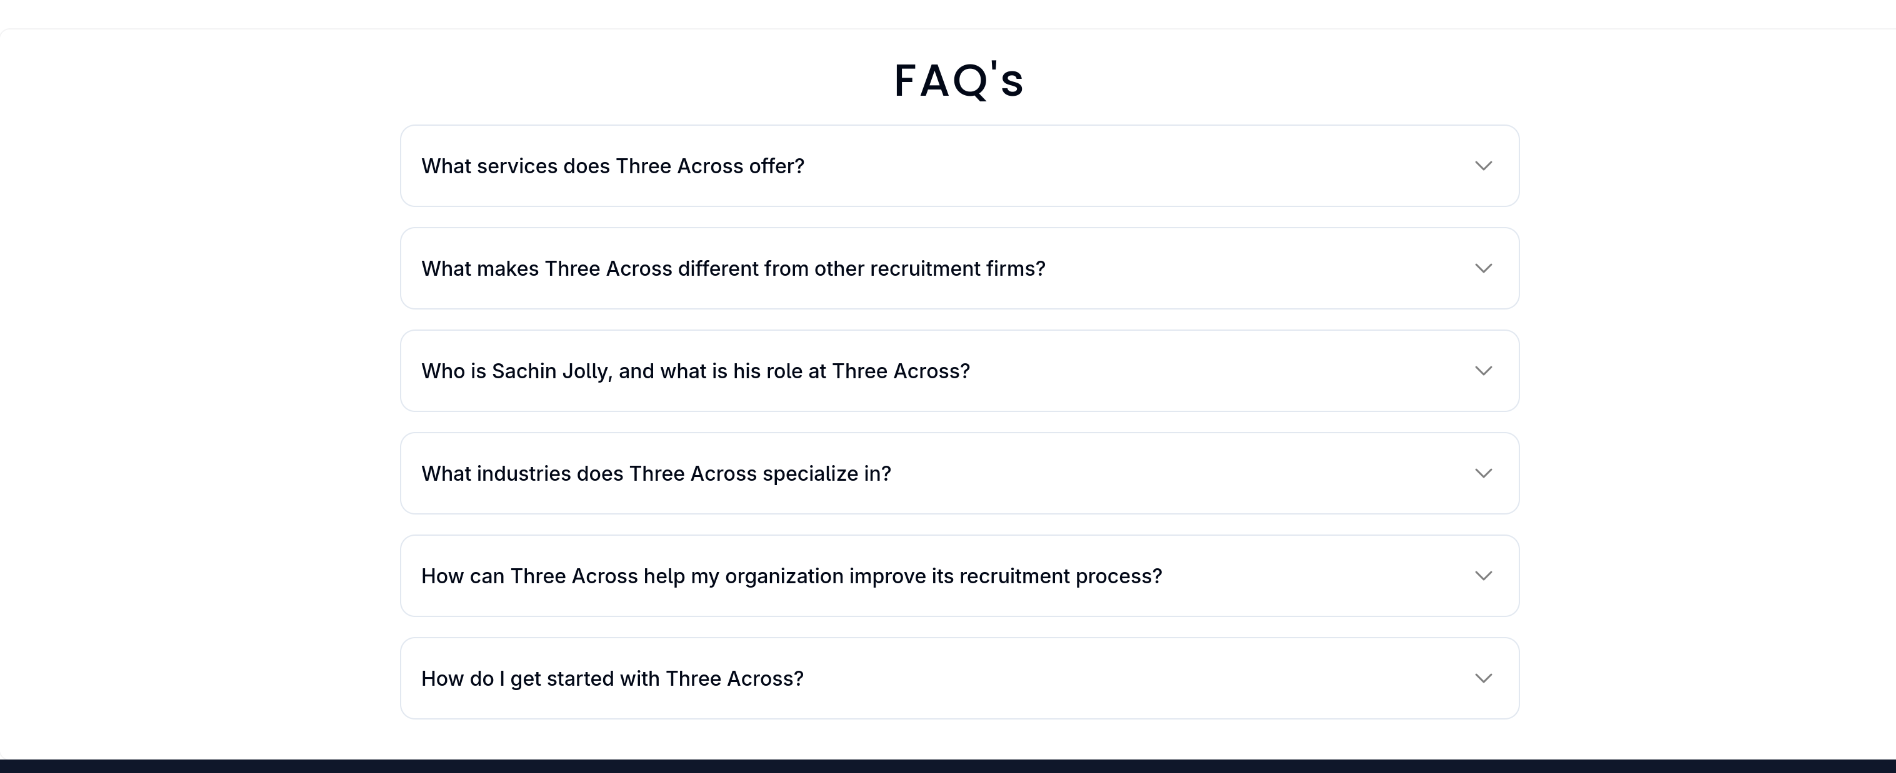 FAQ's
What services does Three Across offer?
What makes Three Across different from other recruitment firms?
Who is Sachin Jolly, and what is his role at Three Across?
What industries does Three Across specialize in?
How can Three Across help my organization improve its recruitment process?
How do I get started with Three Across?